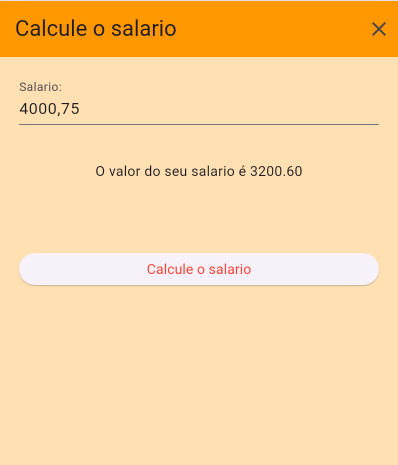 Calcule o salario
Salario:
4000,75
O valor do seu salario é 3200.60
Calcule o salario